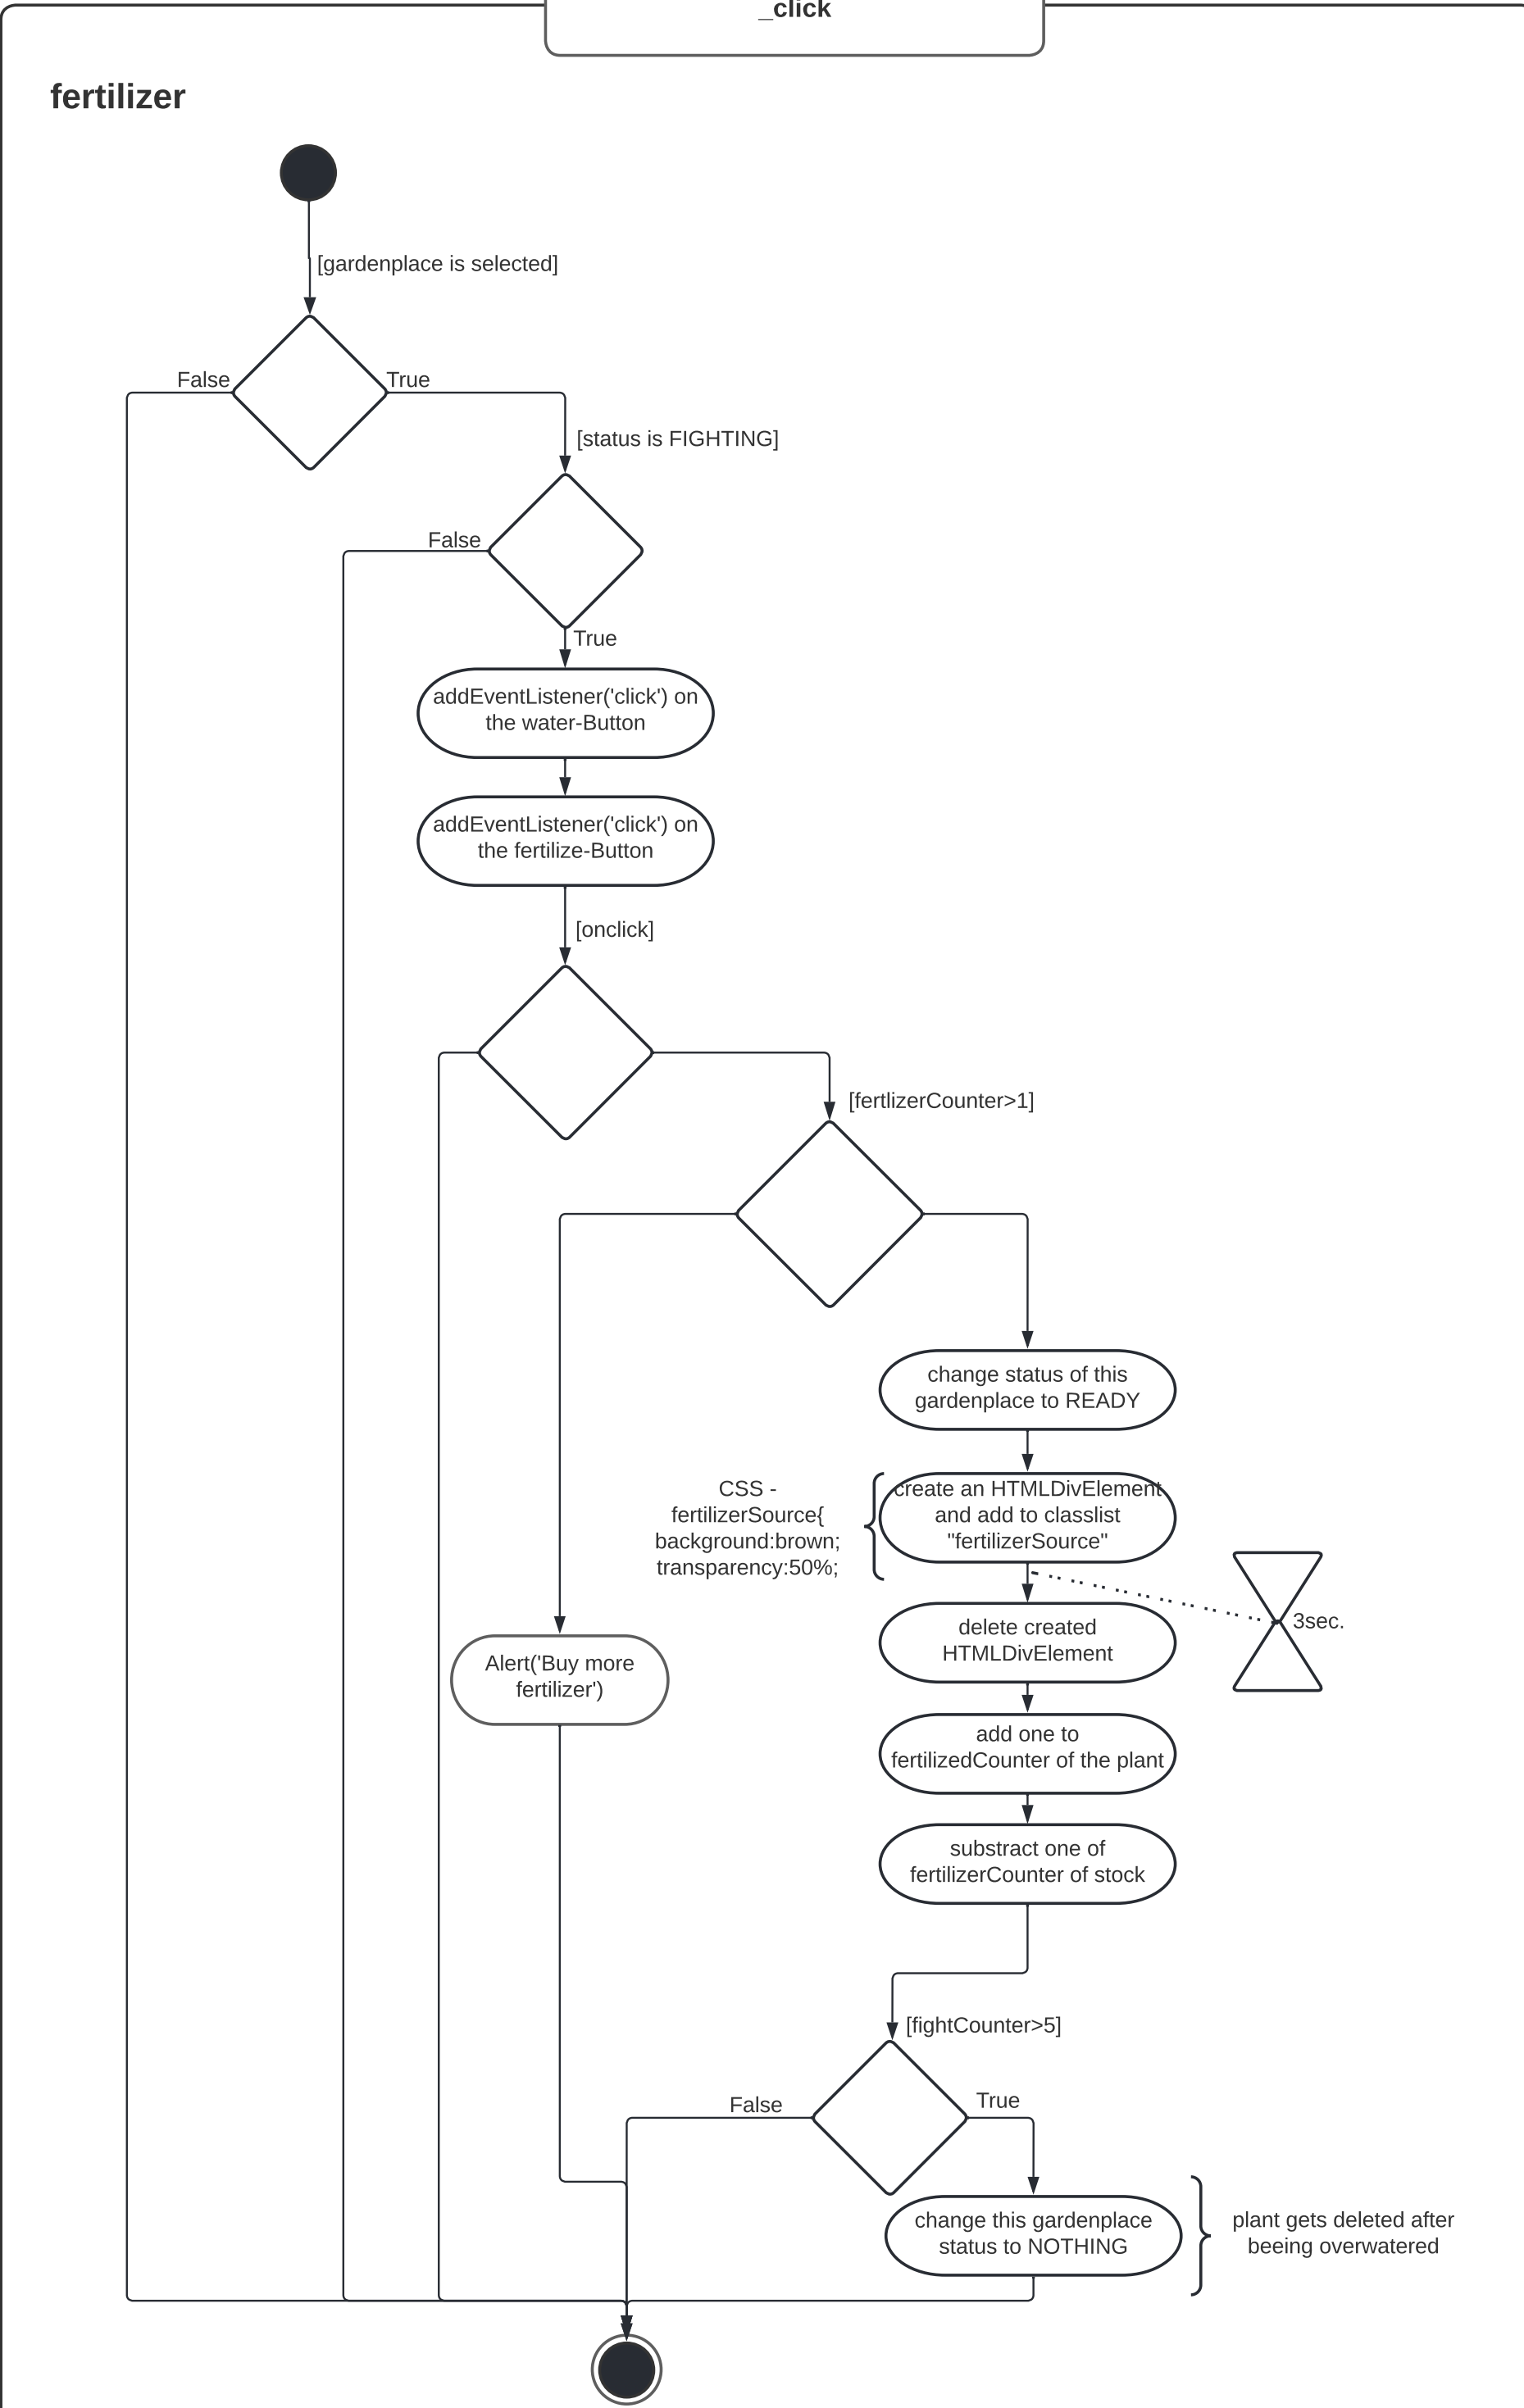 _click
fertilizer
[gardenplace is selected]
False
True
[status is FIGHTING]
False
True
addEventListener('click') on
the water-Button
addEventListener('click') on
the fertilize-Button
[onclick]
[fertlizerCounter>1]
change status of this
gardenplace to READY
CSS -
fertilizerSource{
background:brown;
transparency:50%;
create an HTMLDivElement
and add to classlist
"fertilizerSource"
3sec.
delete created
HTMLDivElement
Alert('Buy more
fertilizer')
add one to
fertilizedCounter of the plant
substract one of
fertilizerCounter of stock
[fightCounter>5]
False
True
change this gardenplace
status to NOTHING
plant gets deleted after
beeing overwatered